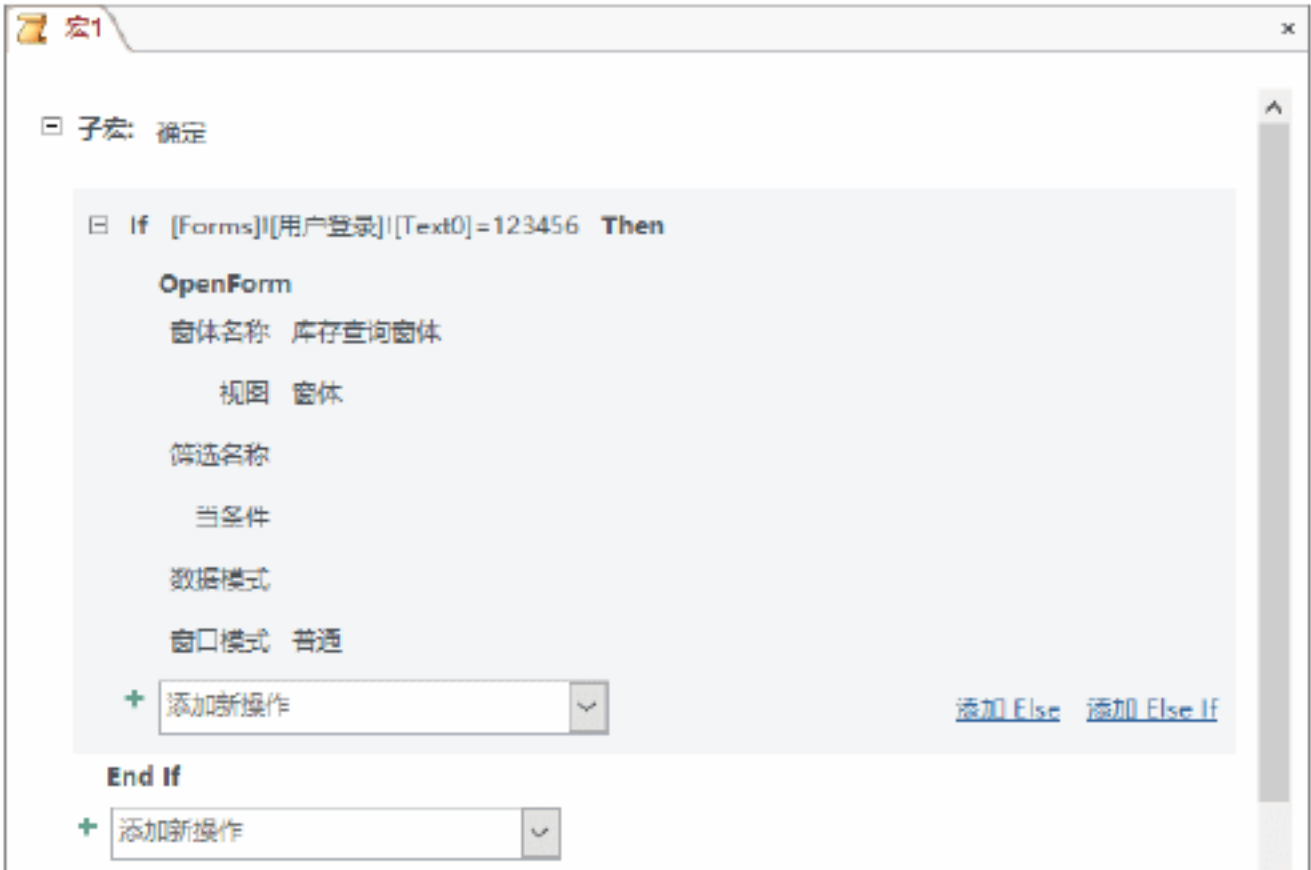 宏1
子宏: 确定
If [Forms]![用户登录]![Text0]=123456 Then
OpenForm
窗体名称 库存查询窗体
视图 窗体
筛选名称
当条件
数据模式
窗口模式 普通
添加新操作
添加 Else 添加 Else If
End If
添加新操作